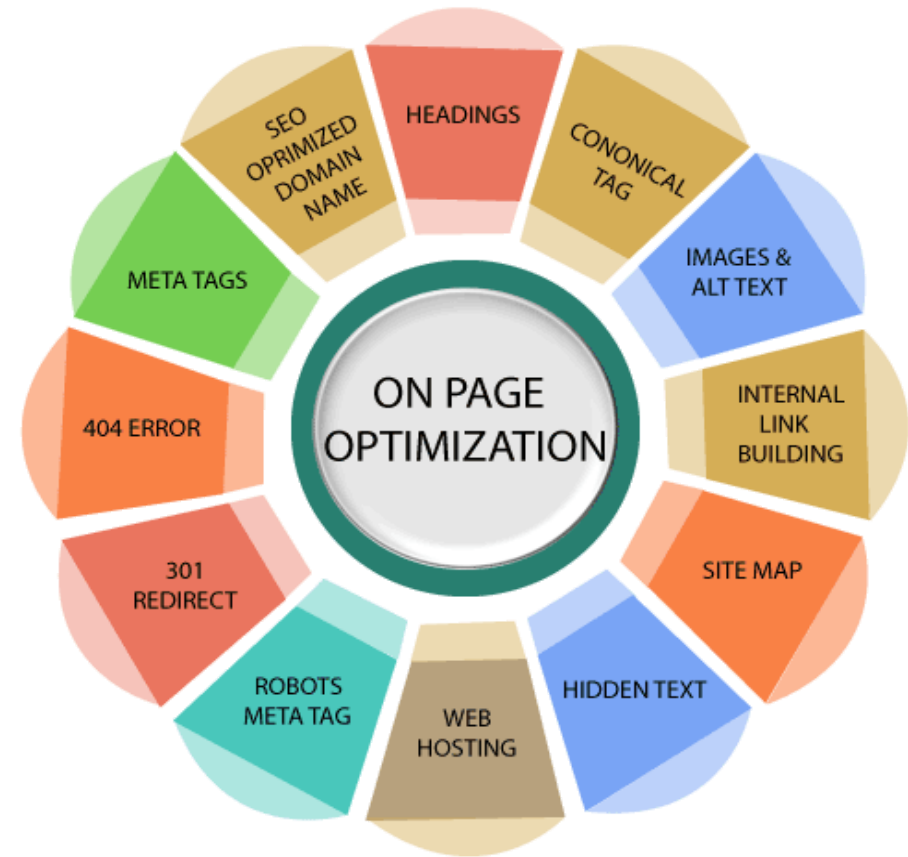 HEADINGS
CONONICAL
TAG
IMAGES &
ALT TEXT
INTERNAL
LINK
BUILDING
SITE MAP
HIDDEN TEXT
WEB
HOSTING
ROBOTS
META TAG
301
REDIRECT
404 ERROR
META TAGS
SEO
OPRIMIZED
DOMAIN
NAME
ON PAGE
OPTIMIZATION